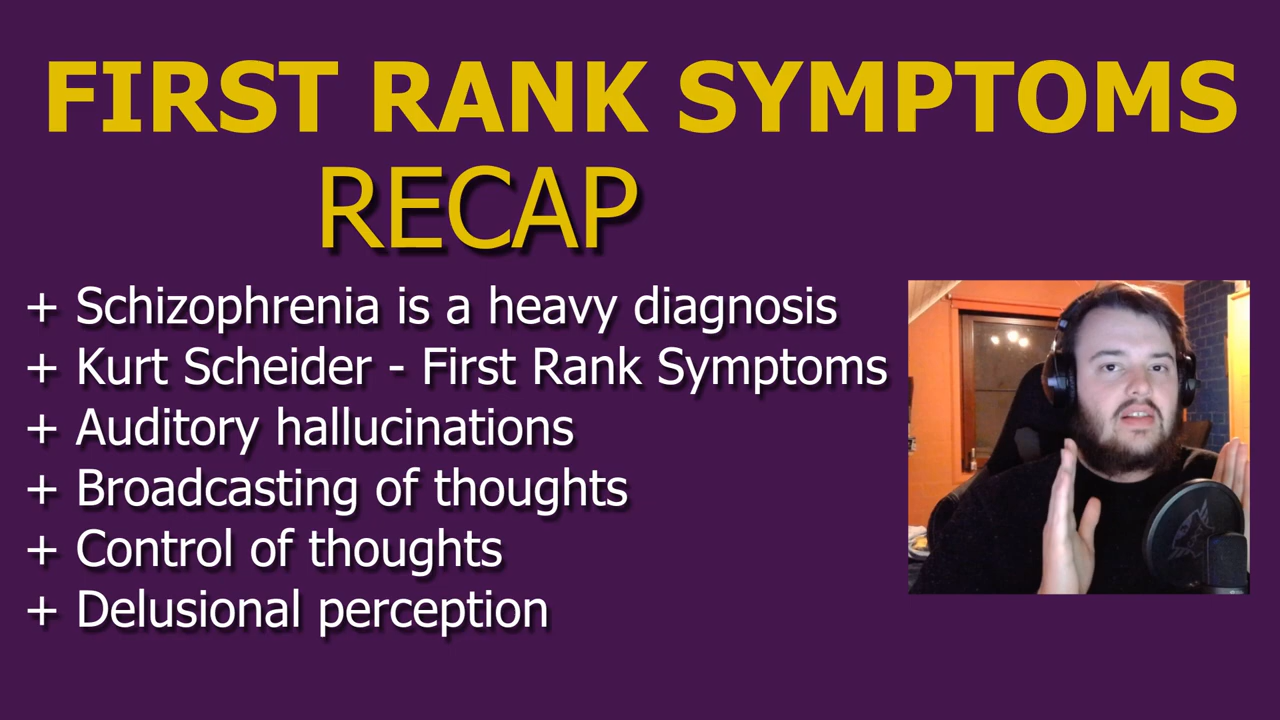 FIRST RANK SYMPTOMS
RECAP
+ Schizophrenia is a heavy diagnosis
+ Kurt Scheider - First Rank Symptoms
+ Auditory hallucinations
+ Broadcasting of thoughts
+ Control of thoughts
+ Delusional perception